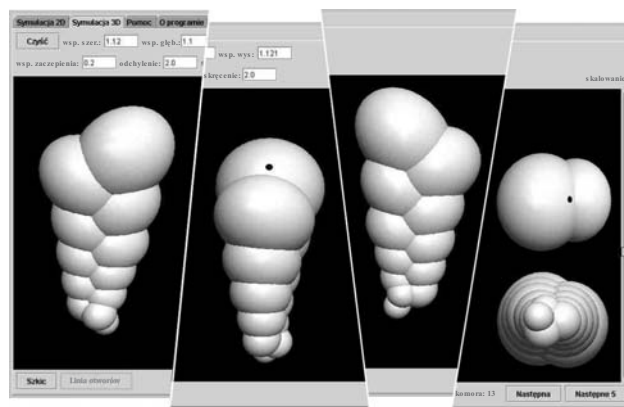 Symulacja 2D Symulacja 3D Pomoc O programie
Czyść wsp. szer.: 1.12 wsp. głęb.: 1.1 wsp. wys: 1.121
wsp. zaczepienia: 0.2 odchylenie: 2.0 skręcenie: 2.0
skalowanie
Szkic Linia otworów komora: 13 Następna Następne 5